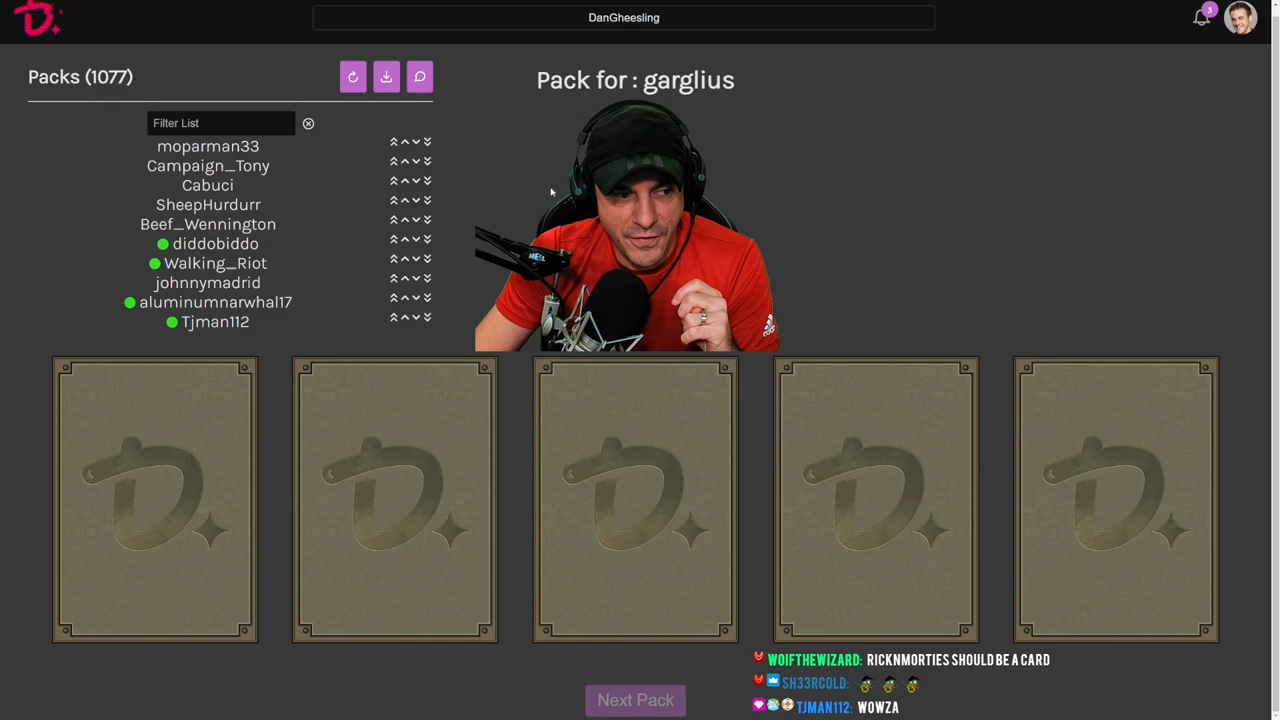 DanGheesling
3
Packs (1077)
Pack for : garglius
Filter List
moparman33
Campaign_Tony
Cabuci
SheepHurdurr
Beef_Wennington
diddobiddo
Walking_Riot
johnnymadrid
aluminumnarwhal17
Tjman112
WOIFTHEWIZARD: RICKNMORTIES SHOULD BE A CARD
SH33RCOLD:
TJMAN112: WOWZA
Next Pack